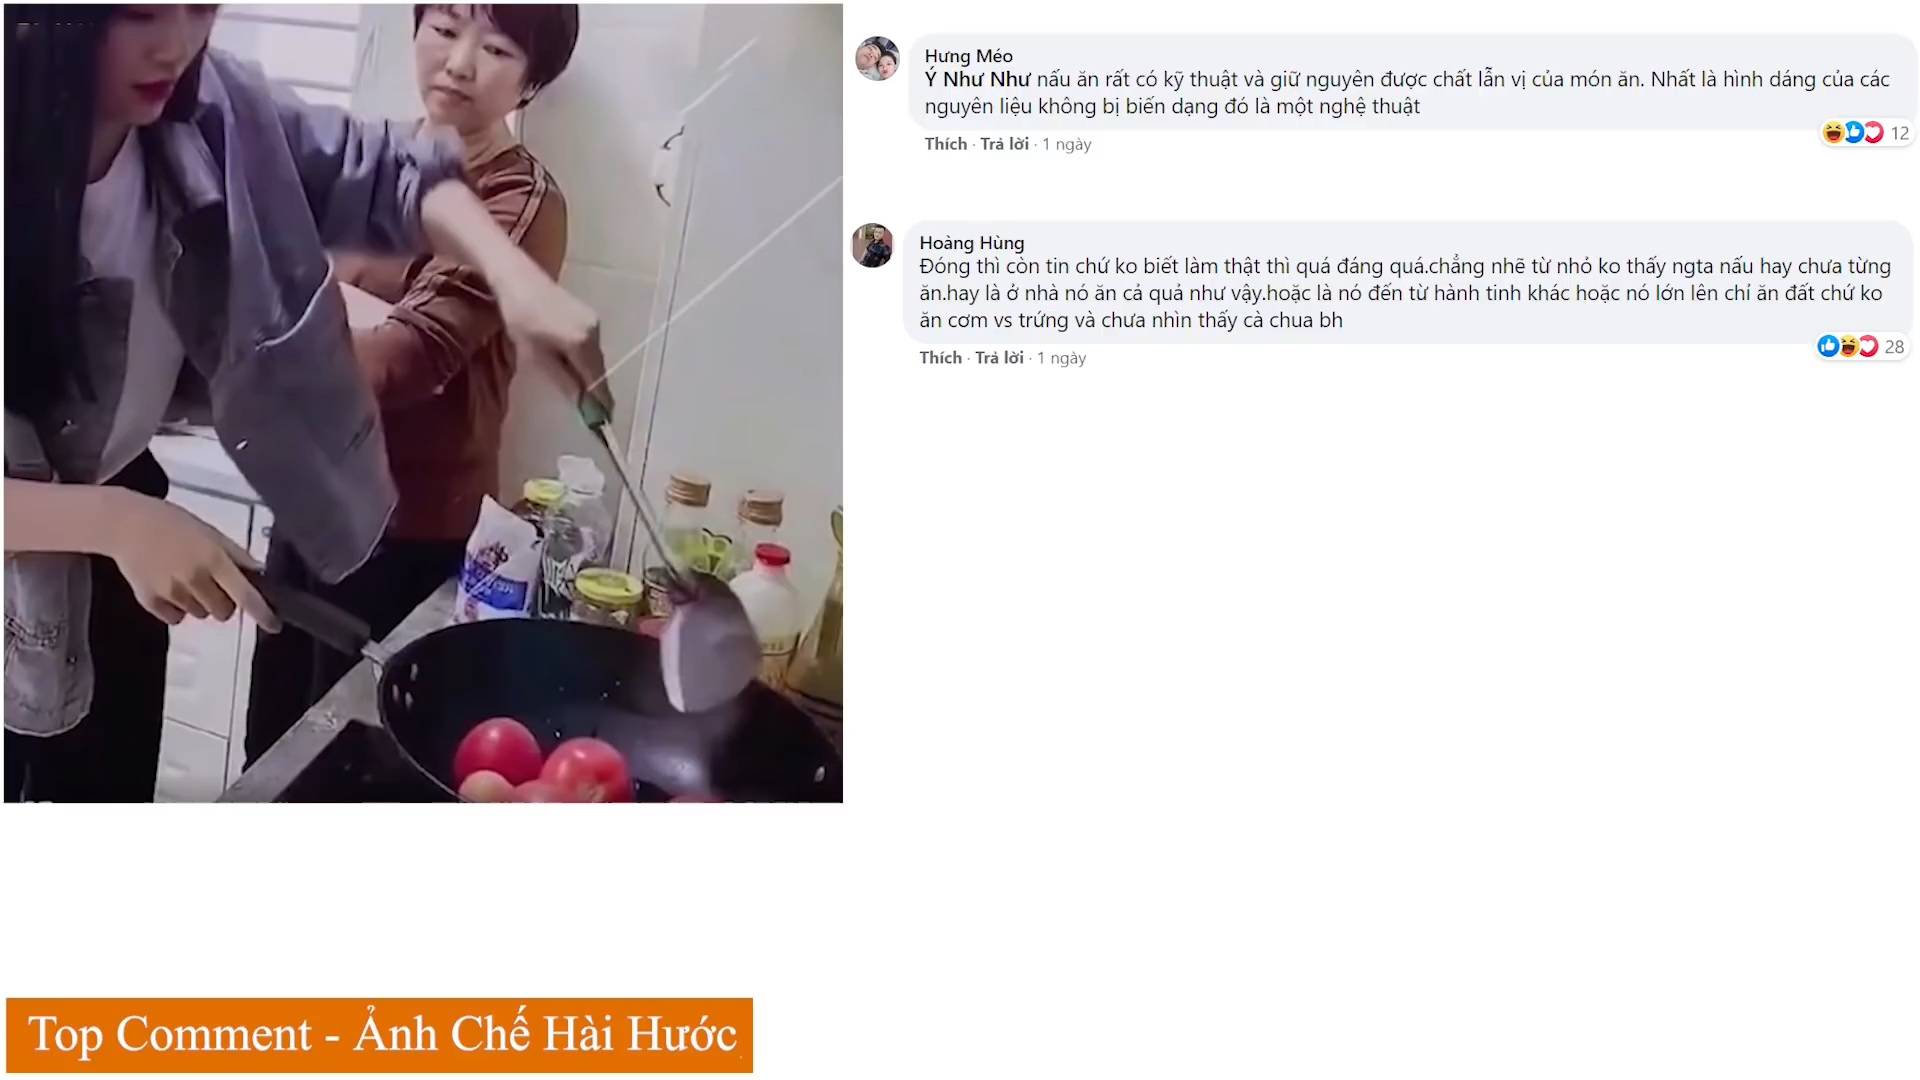 Hưng Méo
Ý Như Như nấu ăn rất có kỹ thuật và giữ nguyên được chất lẫn vị của món ăn. Nhất là hình dáng của các
nguyên liệu không bị biến dạng đó là một nghệ thuật
12
Thích · Trả lời · 1 ngày
Hoàng Hùng
Đóng thì còn tin chứ ko biết làm thật thì quá đáng quá.chẳng nhẽ từ nhỏ ko thấy ngta nấu hay chưa từng
ăn.hay là ở nhà nó ăn cả quả như vậy.hoặc là nó đến từ hành tinh khác hoặc nó lớn lên chỉ ăn đất chứ ko
ăn cơm vs trứng và chưa nhìn thấy cà chua bh
28
Thích · Trả lời · 1 ngày
Top Comment - Ảnh Chế Hài Hước